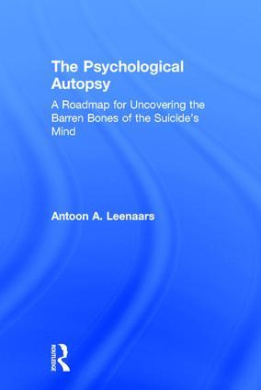 The Psychological
Autopsy
A Roadmap for Uncovering the
Barren Bones of the Suicide's
Mind
Antoon A. Leenaars
ROUTLEDGE